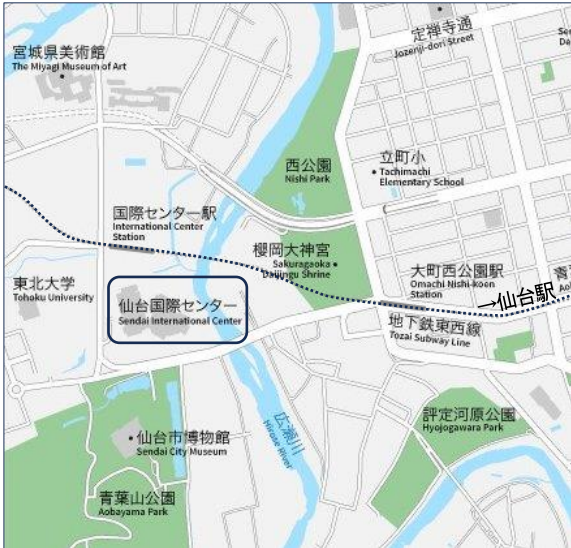 定禅寺通
Jozenji-dori Street
宮城県美術館
The Miyagi Museum of Art
西公園
Nishi Park
立町小
Tachimachi
Elementary School
国際センター駅
International Center
Station
櫻岡大神宮
Sakuragaoka
Daijingu Shrine
大町西公園駅
Omachi Nishi-koen
Station
→仙台駅
東北大学
Tohoku University
仙台国際センター
Sendai International Center
地下鉄東西線
Tozai Subway Line
広瀬川
Hirose River
評定河原公園
Hyojogawara Park
仙台市博物館
Sendai City Museum
青葉山公園
Aobayama Park